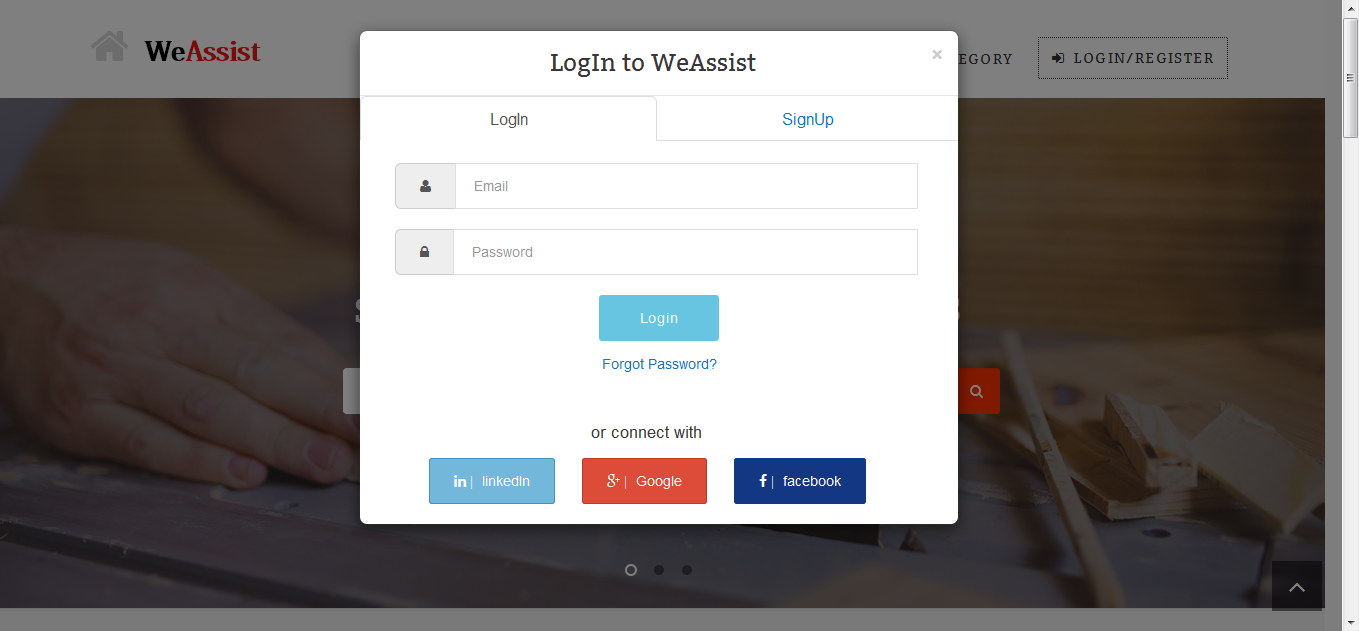 WeAssist
LogIn to WeAssist
×
EGORY
LOGIN/REGISTER
LogIn
SignUp
Email
Password
Login
Forgot Password?
or connect with
in | linkedIn
g+ | Google
f | facebook